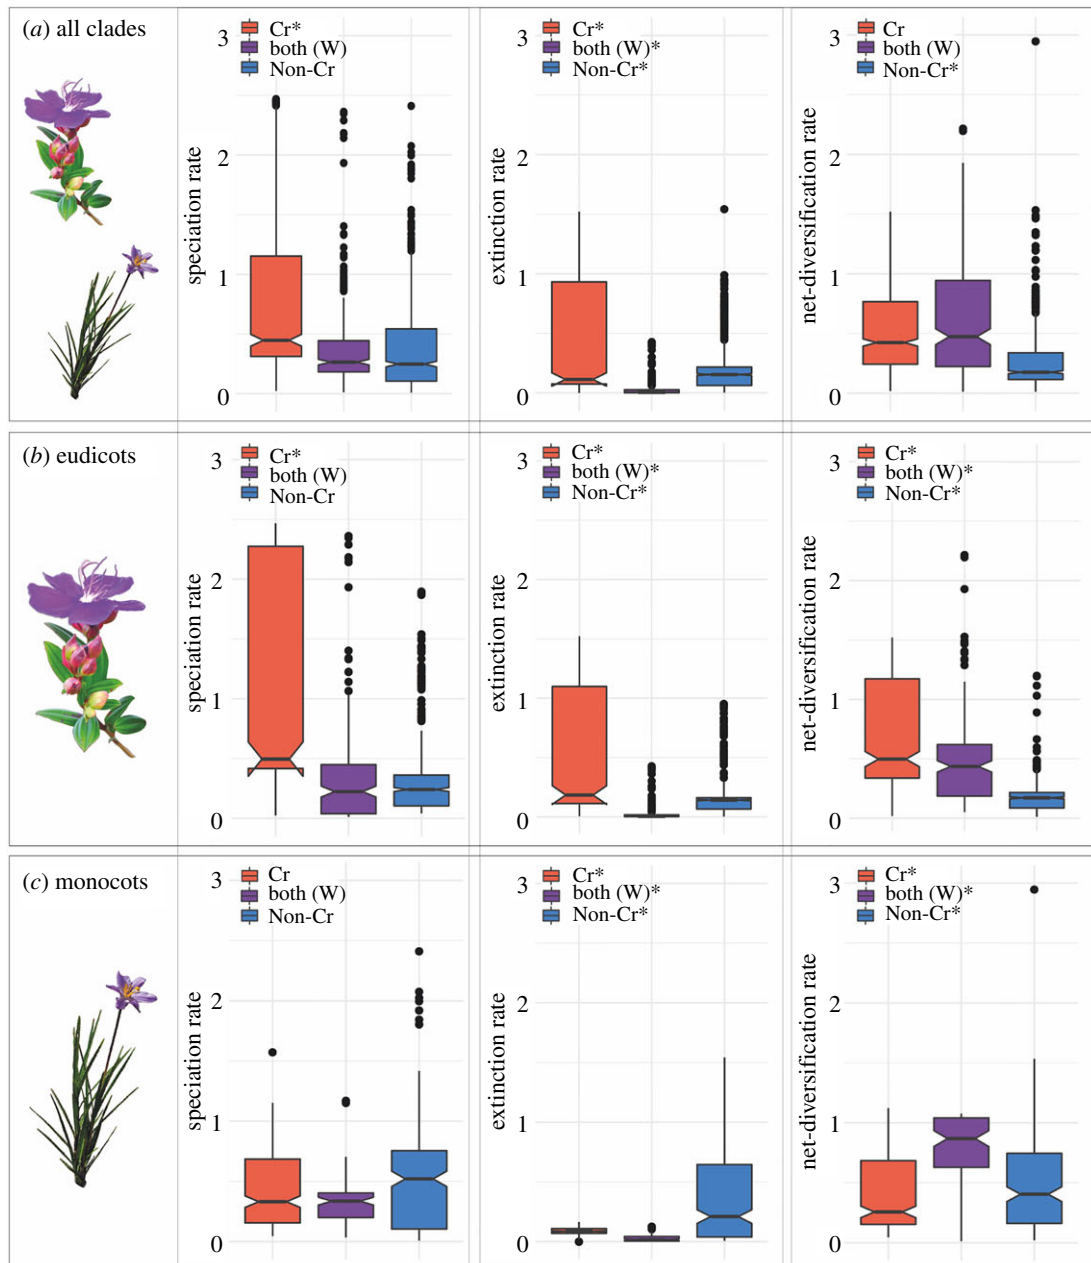 (a) all clades
speciation rate
3
2
1
0
Cr*
both (W)
Non-Cr
extinction rate
3
2
1
0
Cr*
both (W)*
Non-Cr*
net-diversification rate
3
2
1
0
Cr
both (W)
Non-Cr*
(b) eudicots
speciation rate
3
2
1
0
Cr*
both (W)
Non-Cr
extinction rate
3
2
1
0
Cr*
both (W)*
Non-Cr*
net-diversification rate
3
2
1
0
Cr*
both (W)*
Non-Cr*
(c) monocots
speciation rate
3
2
1
0
Cr
both (W)
Non-Cr
extinction rate
3
2
1
0
Cr*
both (W)*
Non-Cr*
net-diversification rate
3
2
1
0
Cr*
both (W)*
Non-Cr*